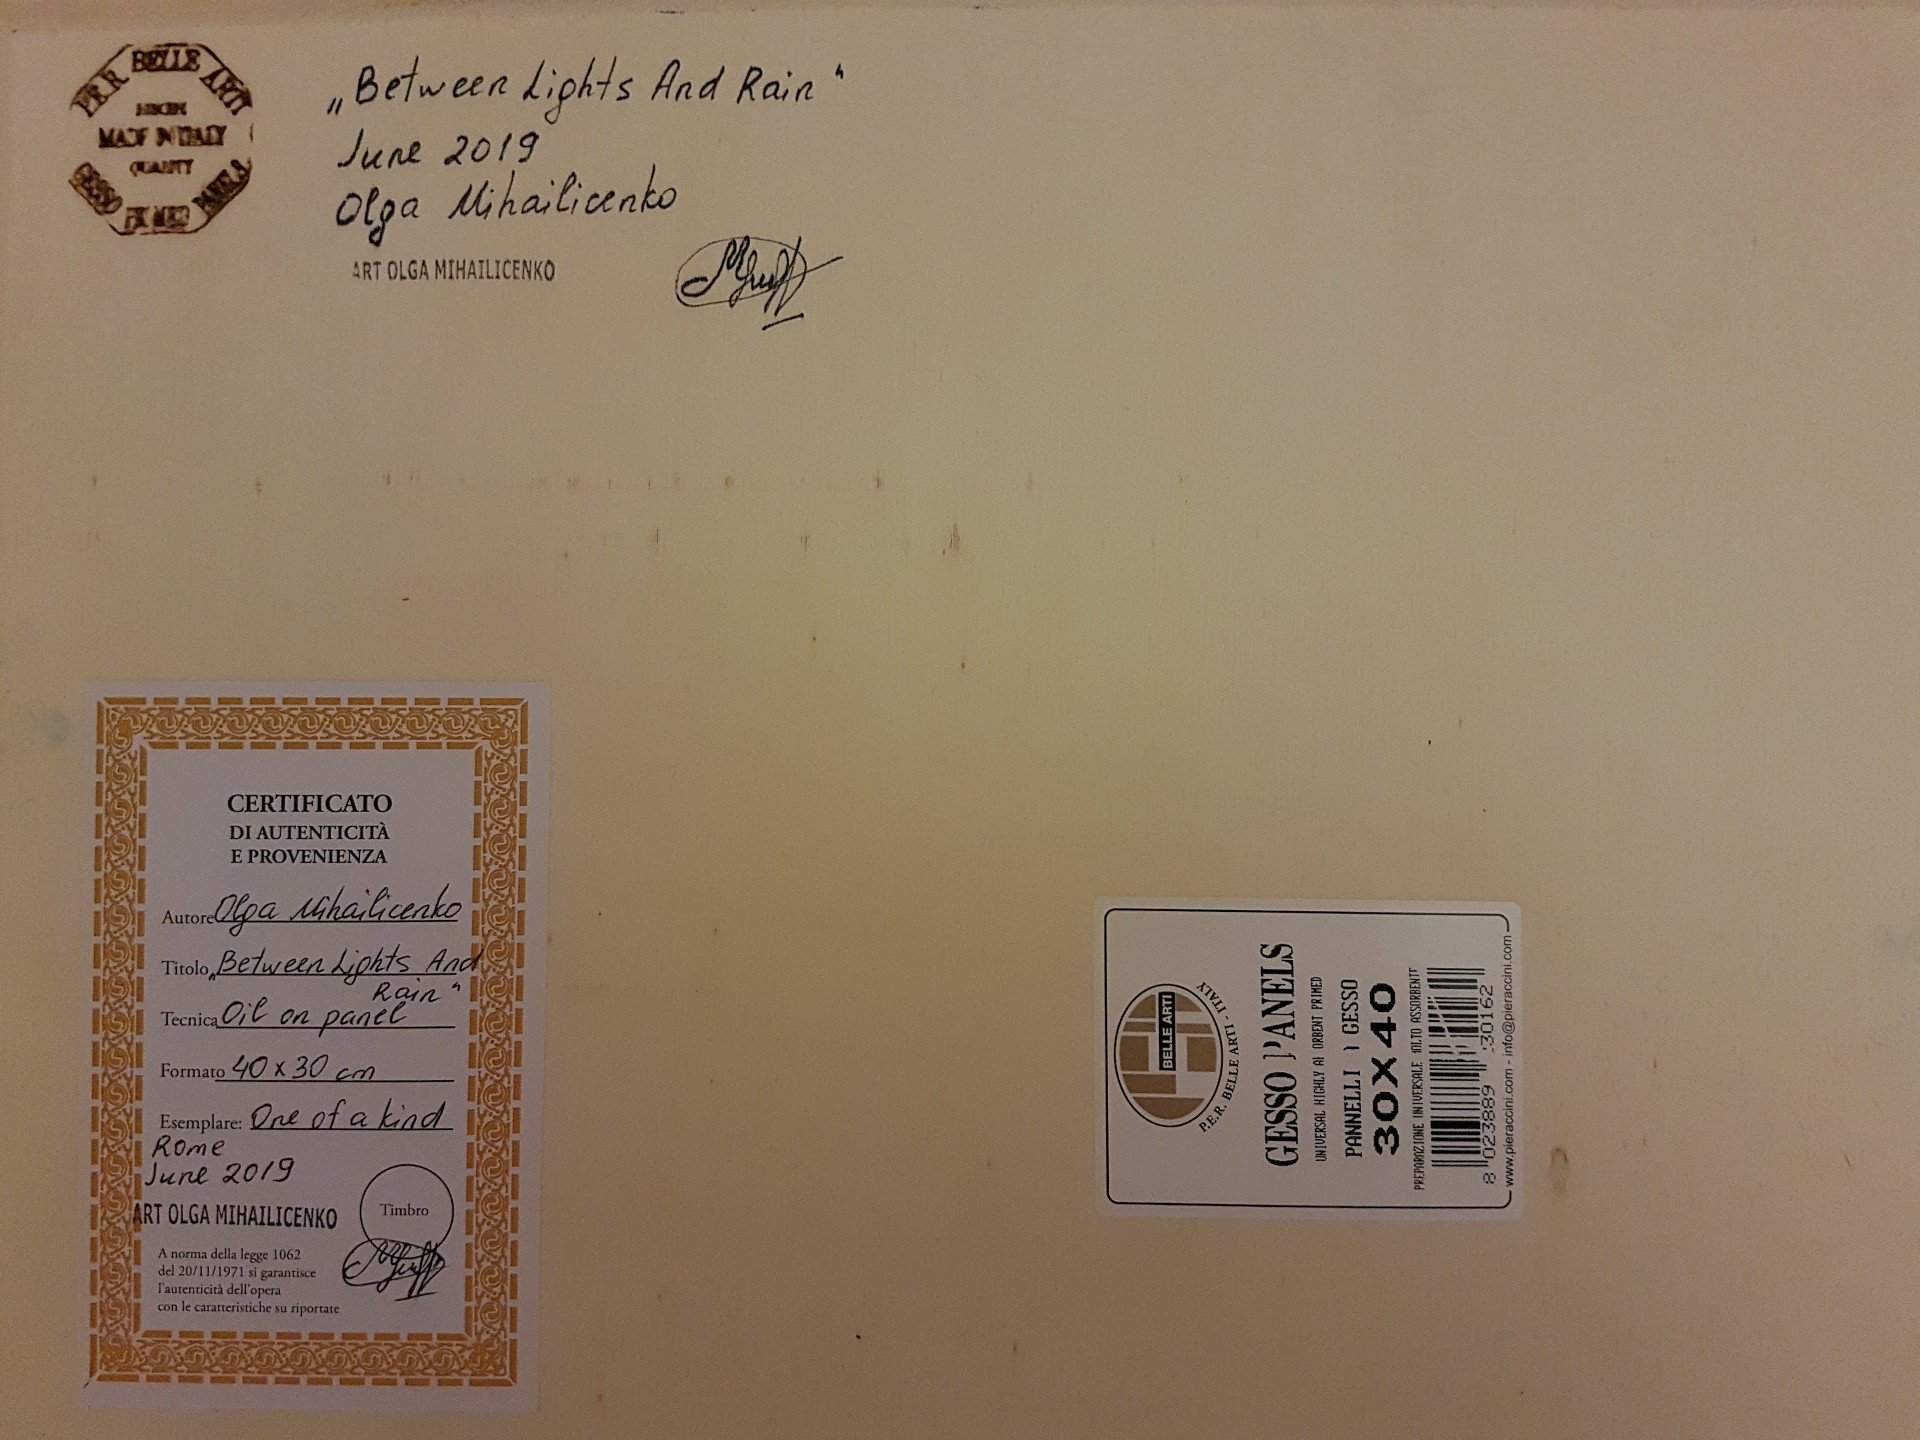 P.E.R. BELLE ARTI
MADE IN ITALY
QUALITY
GESSO PANELS
„Between Lights And Rain“
June 2019
Olga Mihailicenko
ART OLGA MIHAILICENKO
CERTIFICATO
DI AUTENTICITÀ
E PROVENIENZA
Autore Olga Mihailicenko
Titolo „Between Lights And
Rain“
Tecnica Oil on panel
Formato 40 x 30 cm
Esemplare: One of a kind
Rome
June 2019
ART OLGA MIHAILICENKO
Timbro
A norma della legge 1062
del 20/11/1971 si garantisce
l'autenticità dell'opera
con le caratteristiche su riportate
BELLE ARTI
P.E.R. BELLE ARTI - ITALY
GESSO PANELS
UNIVERSAL HIGHLY PRIMED
PANNELLI GESSO
30X40
PREPARAZIONE UNIVERSALE MOLTO ASSORBENTE
8 023889 730162
www.pieraccini.com - info@pieraccini.com